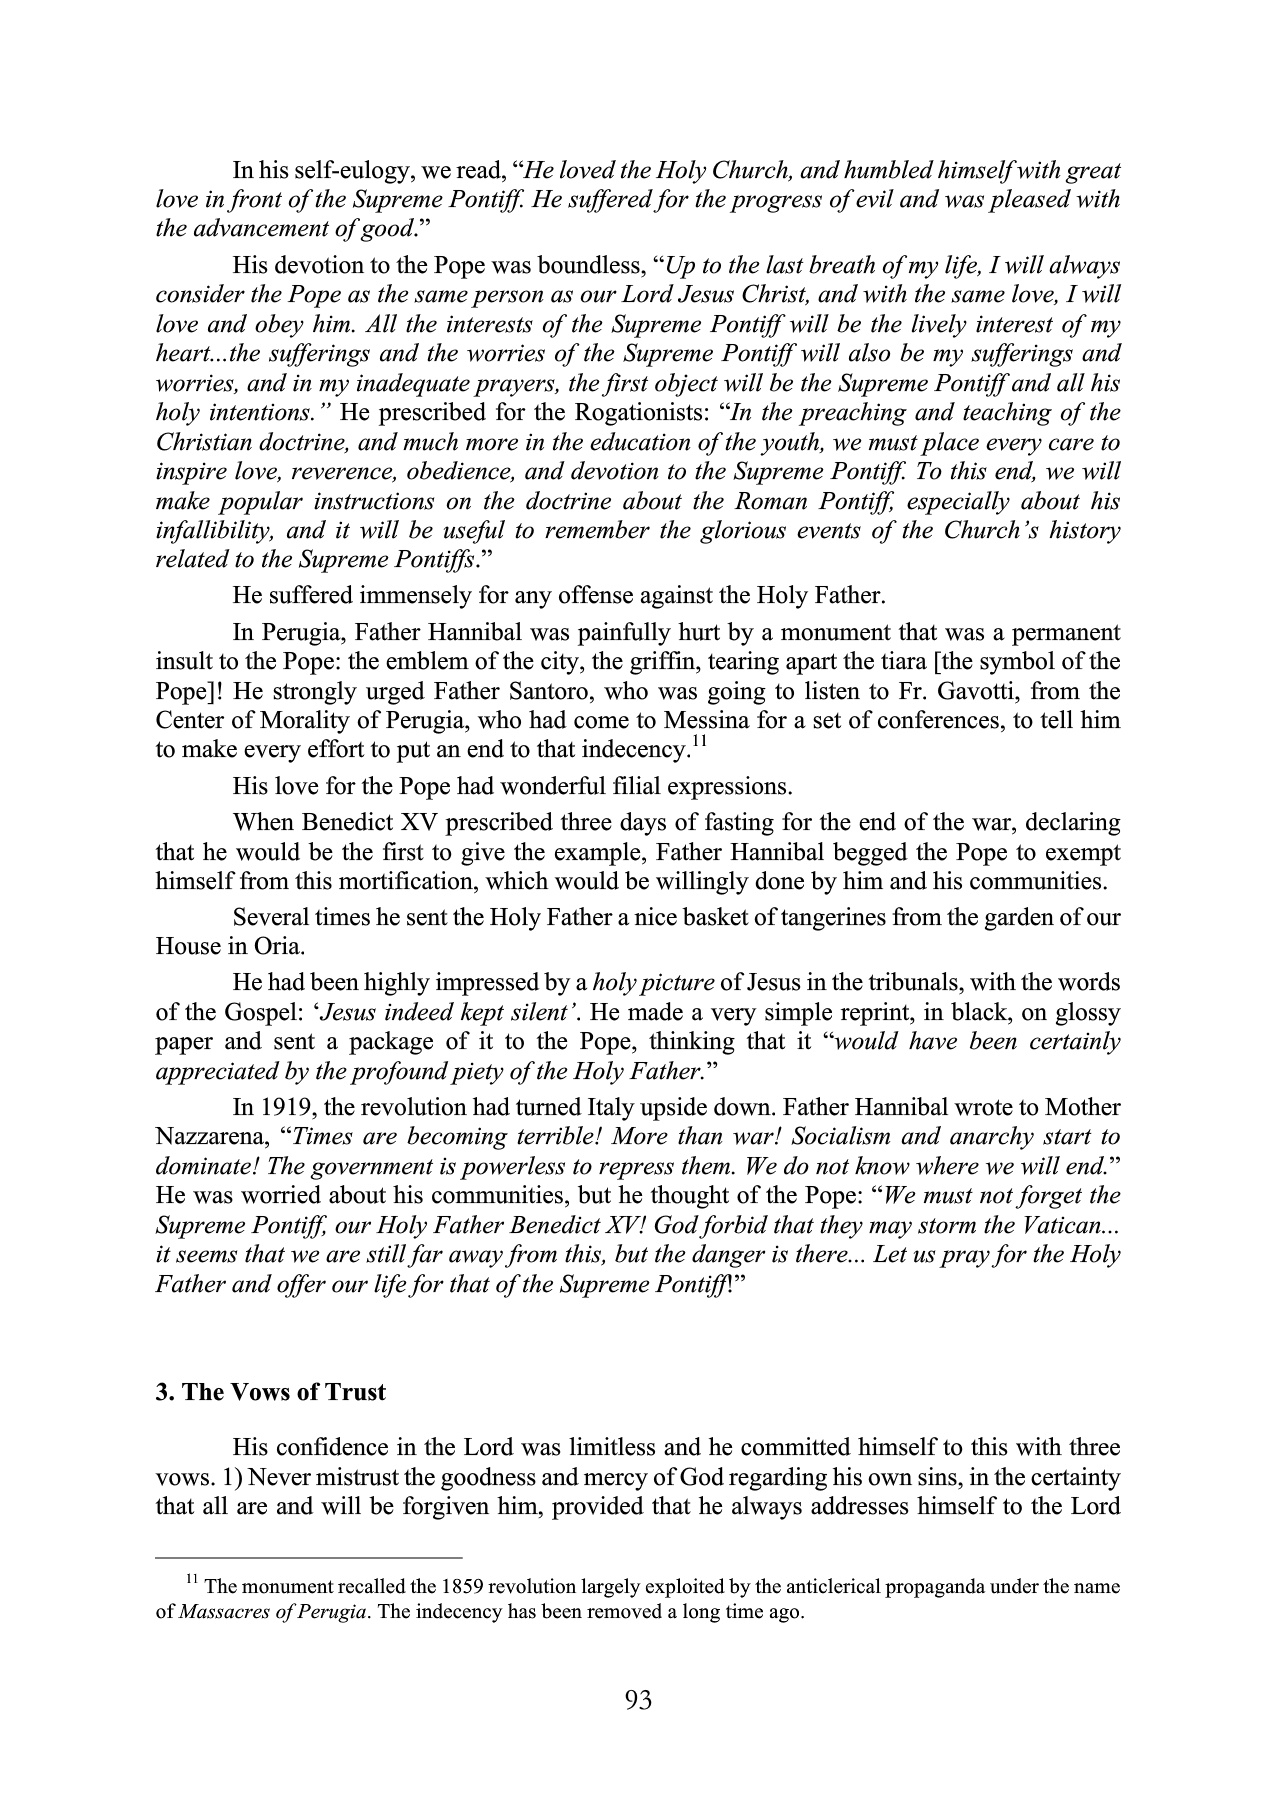 In his self-eulogy, we read, “He loved the Holy Church, and humbled himself with great
love in front of the Supreme Pontiff. He suffered for the progress of evil and was pleased with
the advancement of good.”
His devotion to the Pope was boundless, “Up to the last breath of my life, I will always
consider the Pope as the same person as our Lord Jesus Christ, and with the same love, I will
love and obey him. All the interests of the Supreme Pontiff will be the lively interest of my
heart...the sufferings and the worries of the Supreme Pontiff will also be my sufferings and
worries, and in my inadequate prayers, the first object will be the Supreme Pontiff and all his
holy intentions.” He prescribed for the Rogationists: “In the preaching and teaching of the
Christian doctrine, and much more in the education of the youth, we must place every care to
inspire love, reverence, obedience, and devotion to the Supreme Pontiff. To this end, we will
make popular instructions on the doctrine about the Roman Pontiff, especially about his
infallibility, and it will be useful to remember the glorious events of the Church’s history
related to the Supreme Pontiffs.”
He suffered immensely for any offense against the Holy Father.
In Perugia, Father Hannibal was painfully hurt by a monument that was a permanent
insult to the Pope: the emblem of the city, the griffin, tearing apart the tiara [the symbol of the
Pope]! He strongly urged Father Santoro, who was going to listen to Fr. Gavotti, from the
Center of Morality of Perugia, who had come to Messina for a set of conferences, to tell him
to make every effort to put an end to that indecency.11
His love for the Pope had wonderful filial expressions.
When Benedict XV prescribed three days of fasting for the end of the war, declaring
that he would be the first to give the example, Father Hannibal begged the Pope to exempt
himself from this mortification, which would be willingly done by him and his communities.
Several times he sent the Holy Father a nice basket of tangerines from the garden of our
House in Oria.
He had been highly impressed by a holy picture of Jesus in the tribunals, with the words
of the Gospel: ‘Jesus indeed kept silent’. He made a very simple reprint, in black, on glossy
paper and sent a package of it to the Pope, thinking that it “would have been certainly
appreciated by the profound piety of the Holy Father.”
In 1919, the revolution had turned Italy upside down. Father Hannibal wrote to Mother
Nazzarena, “Times are becoming terrible! More than war! Socialism and anarchy start to
dominate! The government is powerless to repress them. We do not know where we will end.”
He was worried about his communities, but he thought of the Pope: “We must not forget the
Supreme Pontiff, our Holy Father Benedict XV! God forbid that they may storm the Vatican...
it seems that we are still far away from this, but the danger is there... Let us pray for the Holy
Father and offer our life for that of the Supreme Pontiff!”
3. The Vows of Trust
His confidence in the Lord was limitless and he committed himself to this with three
vows. 1) Never mistrust the goodness and mercy of God regarding his own sins, in the certainty
that all are and will be forgiven him, provided that he always addresses himself to the Lord
11 The monument recalled the 1859 revolution largely exploited by the anticlerical propaganda under the name
of Massacres of Perugia. The indecency has been removed a long time ago.
93